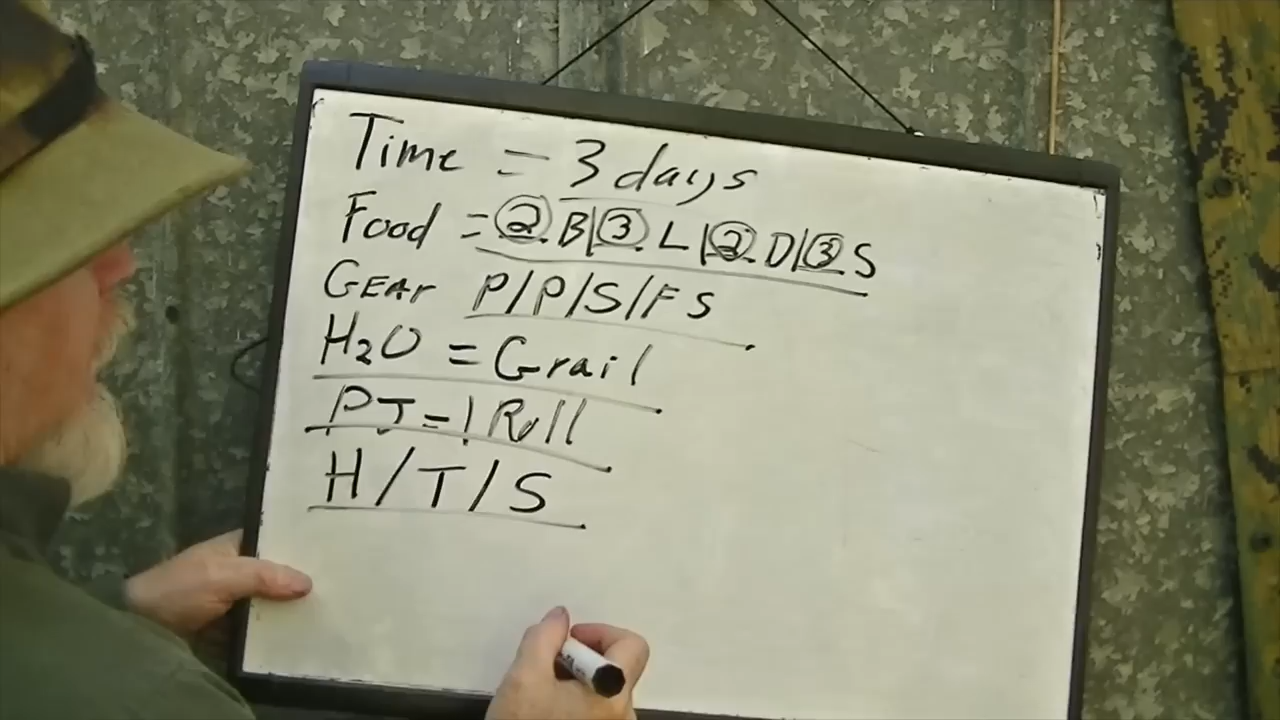 Time = 3 days
Food = 2 B/3 L/2 D/3 S
GEAr P/P/S/FS
H2O = Grail
PJ = 1 Roll
H/T/S